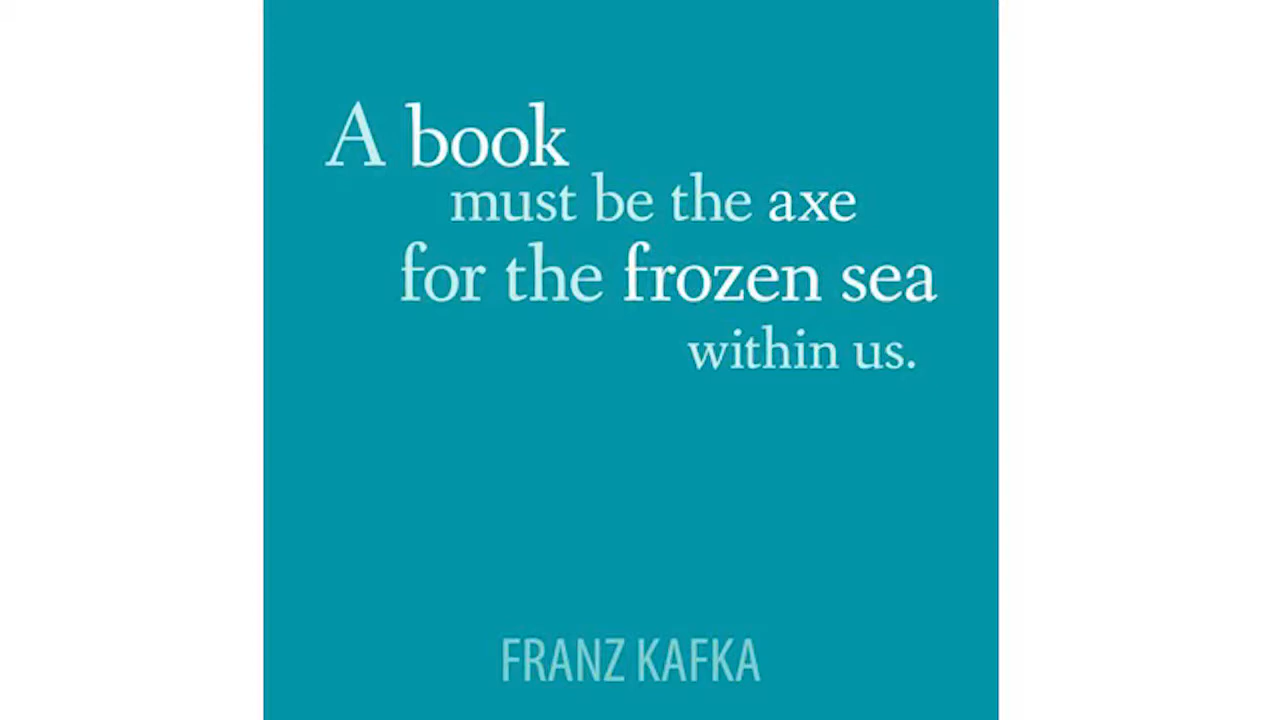 A book
must be the axe
for the frozen sea
within us.
FRANZ KAFKA